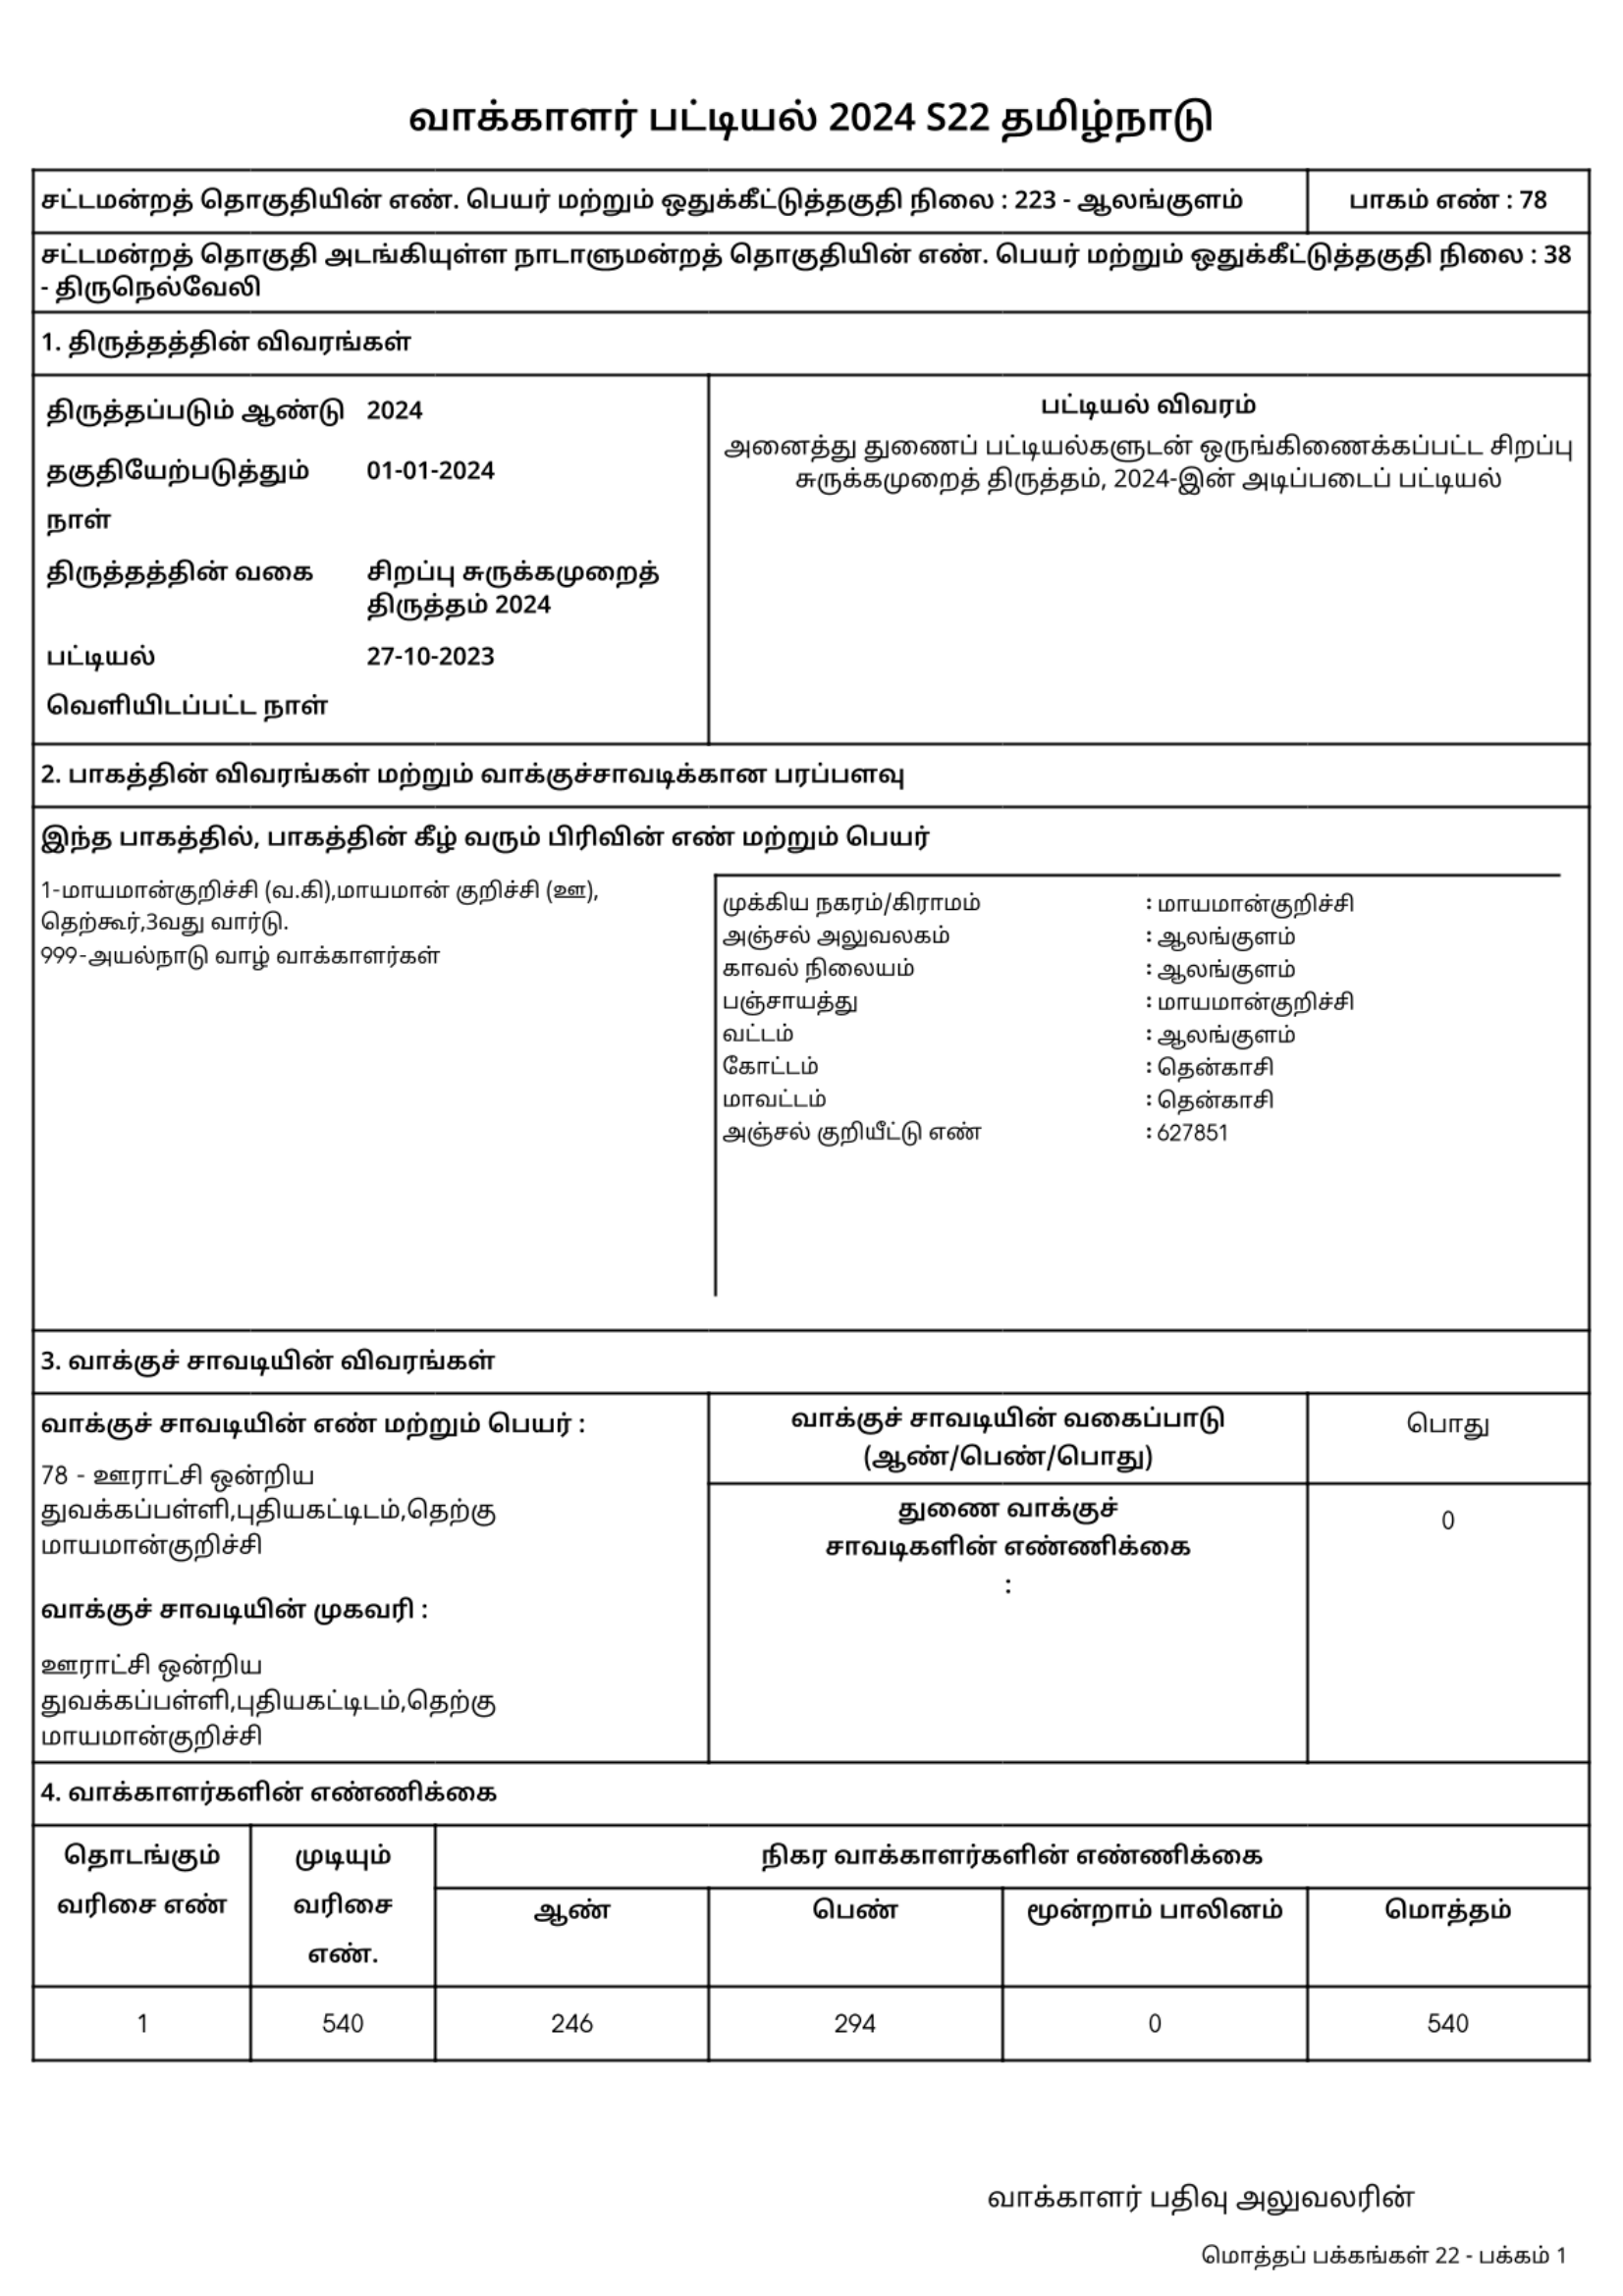 வாக்காளர் பட்டியல் 2024 S22 தமிழ்நாடு
சட்டமன்றத் தொகுதியின் எண். பெயர் மற்றும் ஒதுக்கீட்டுத்தகுதி நிலை : 223 - ஆலங்குளம்
பாகம் எண் : 78
சட்டமன்றத் தொகுதி அடங்கியுள்ள நாடாளுமன்றத் தொகுதியின் எண். பெயர் மற்றும் ஒதுக்கீட்டுத்தகுதி நிலை : 38
- திருநெல்வேலி
1. திருத்தத்தின் விவரங்கள்
திருத்தப்படும் ஆண்டு 2024
தகுதியேற்படுத்தும் 01-01-2024
நாள்
திருத்தத்தின் வகை சிறப்பு சுருக்கமுறைத்
திருத்தம் 2024
பட்டியல் 27-10-2023
வெளியிடப்பட்ட நாள்
பட்டியல் விவரம்
அனைத்து துணைப் பட்டியல்களுடன் ஒருங்கிணைக்கப்பட்ட சிறப்பு
சுருக்கமுறைத் திருத்தம், 2024-இன் அடிப்படைப் பட்டியல்
2. பாகத்தின் விவரங்கள் மற்றும் வாக்குச்சாவடிக்கான பரப்பளவு
இந்த பாகத்தில், பாகத்தின் கீழ் வரும் பிரிவின் எண் மற்றும் பெயர்
1-மாயமான்குறிச்சி (வ.கி),மாயமான் குறிச்சி (ஊ),
தெற்கூர்,3வது வார்டு.
999-அயல்நாடு வாழ் வாக்காளர்கள்
முக்கிய நகரம்/கிராமம் : மாயமான்குறிச்சி
அஞ்சல் அலுவலகம் : ஆலங்குளம்
காவல் நிலையம் : ஆலங்குளம்
பஞ்சாயத்து : மாயமான்குறிச்சி
வட்டம் : ஆலங்குளம்
கோட்டம் : தென்காசி
மாவட்டம் : தென்காசி
அஞ்சல் குறியீட்டு எண் : 627851
3. வாக்குச் சாவடியின் விவரங்கள்
வாக்குச் சாவடியின் எண் மற்றும் பெயர் :
78 - ஊராட்சி ஒன்றிய
துவக்கப்பள்ளி,புதியகட்டிடம்,தெற்கு
மாயமான்குறிச்சி
வாக்குச் சாவடியின் முகவரி :
ஊராட்சி ஒன்றிய
துவக்கப்பள்ளி,புதியகட்டிடம்,தெற்கு
மாயமான்குறிச்சி
வாக்குச் சாவடியின் வகைப்பாடு
(ஆண்/பெண்/பொது)
பொது
துணை வாக்குச்
சாவடிகளின் எண்ணிக்கை
:
0
4. வாக்காளர்களின் எண்ணிக்கை
தொடங்கும்
வரிசை எண்
முடியும்
வரிசை
எண்.
நிகர வாக்காளர்களின் எண்ணிக்கை
ஆண் பெண் மூன்றாம் பாலினம் மொத்தம்
1 540 246 294 0 540
வாக்காளர் பதிவு அலுவலரின்
மொத்தப் பக்கங்கள் 22 - பக்கம் 1